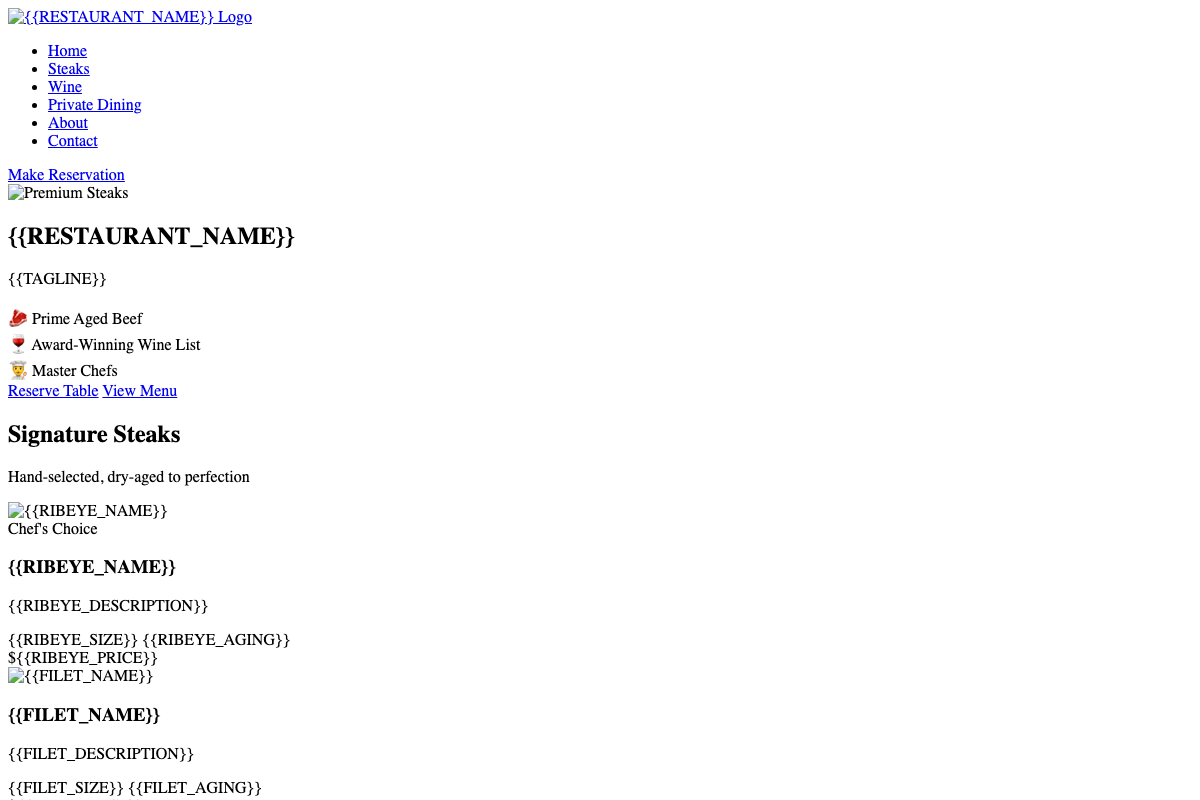 {{RESTAURANT_NAME}} Logo
Home
Steaks
Wine
Private Dining
About
Contact
Make Reservation
Premium Steaks
{{RESTAURANT_NAME}}
{{TAGLINE}}
🥩 Prime Aged Beef
🍷 Award-Winning Wine List
👨‍🍳 Master Chefs
Reserve Table View Menu
Signature Steaks
Hand-selected, dry-aged to perfection
{{RIBEYE_NAME}}
Chef's Choice
{{RIBEYE_NAME}}
{{RIBEYE_DESCRIPTION}}
{{RIBEYE_SIZE}} {{RIBEYE_AGING}}
${{RIBEYE_PRICE}}
{{FILET_NAME}}
{{FILET_NAME}}
{{FILET_DESCRIPTION}}
{{FILET_SIZE}} {{FILET_AGING}}